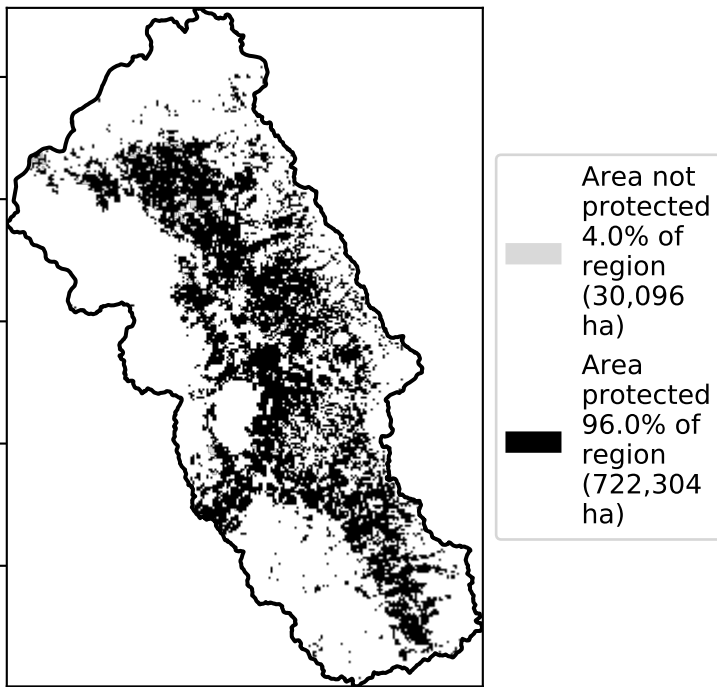 Area not
protected
4.0% of
region
(30,096
ha)
Area
protected
96.0% of
region
(722,304
ha)